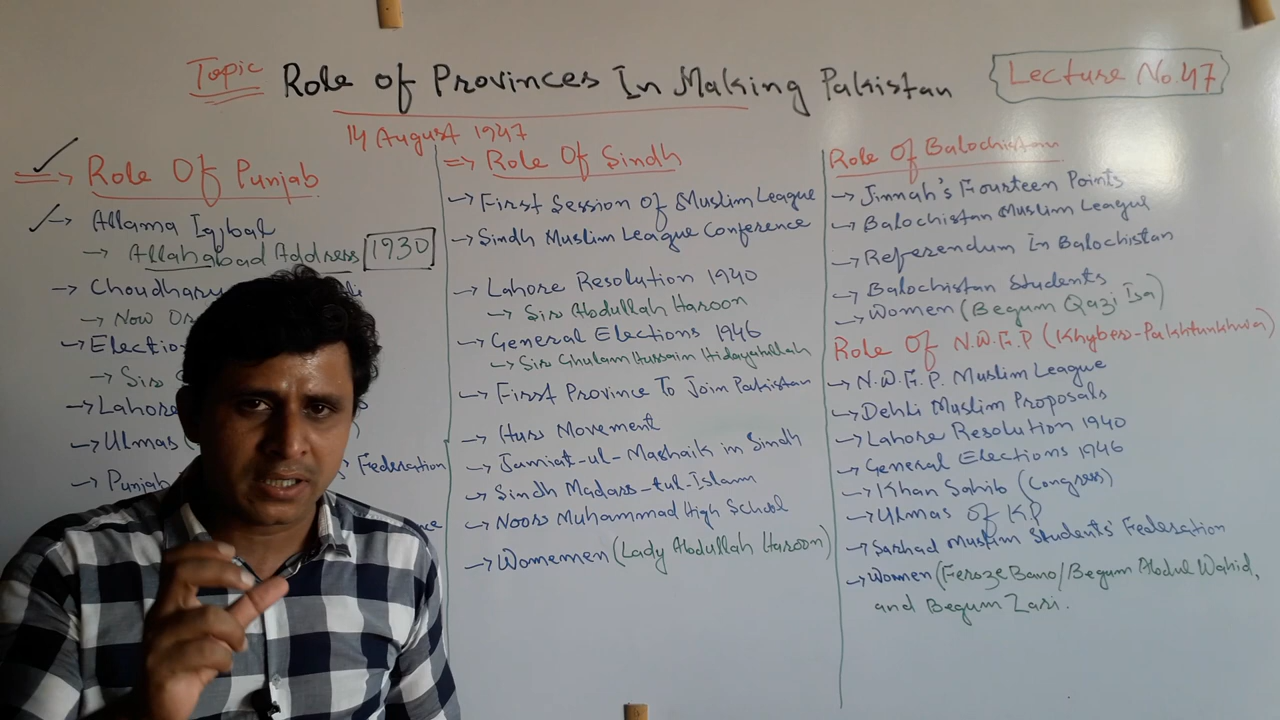 Topic Role of Provinces In Making Pakistan
Lecture No.47
14 August 1947
Role Of Punjab
→ Allama Iqbal
→ Allahabad Address 1930
→ Choudhary
→ Now Or
→ Electio
→ Sir S
→ Lahore
→ Ulmas (
→ Punjab
Federation
⇒ Role Of Sindh
→ First Session Of Muslim League
→ Sindh Muslim League Conference
→ Lahore Resolution 1940
→ Sir Abdullah Haroon
→ General Elections 1946
→ Sir Ghulam Hussain Hidayatullah
→ First Province To Join Pakistan
→ Hurs Movement
→ Jamiat-ul-Mashaik in Sindh
→ Sindh Madars-tul-Islam
→ Noor Muhammad High School
→ Womemen (Lady Abdullah Haroon)
Role Of Balochistan
→ Jinnah's Fourteen Points
→ Balochistan Muslim League
→ Referendum In Balochistan
→ Balochistan Students
→ Women (Begum Qazi Isa)
Role Of N.W.F.P (Khyber-Pakhtunkhwa)
→ N.W.F.P. Muslim League
→ Dehli Muslim Proposals
→ Lahore Resolution 1940
→ General Elections 1946
→ Khan Sahib (Congress)
→ Ulmas of KP
→ Sarhad Muslim Students' Federation
→ Women (Feroze Bano/Begum Abdul Wahid,
and Begum Zari.